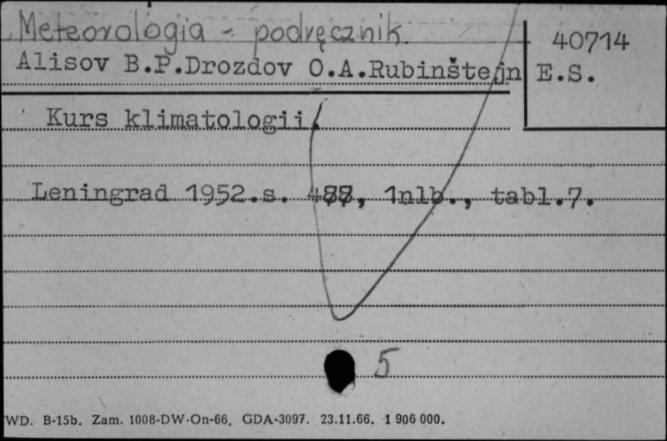 Meteorologia - podręcznik.
40714
Alisov B.P.Drozdov O.A.Rubinštejn E.S.
Kurs klimatologii.
Leningrad 1952.s. 487, 1nlb., tabl.7.
5
WD. B-15b. Zam. 1008-DW-On-66. GDA-3097. 23.11.66. 1 906 000.